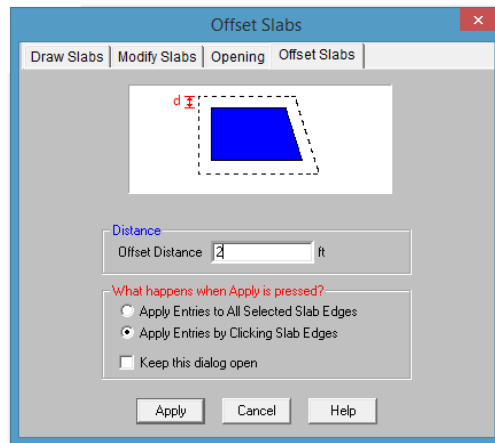 Offset Slabs
Draw Slabs Modify Slabs Opening Offset Slabs
d
Distance
Offset Distance 2 ft
What happens when Apply is pressed?
Apply Entries to All Selected Slab Edges
Apply Entries by Clicking Slab Edges
Keep this dialog open
Apply Cancel Help